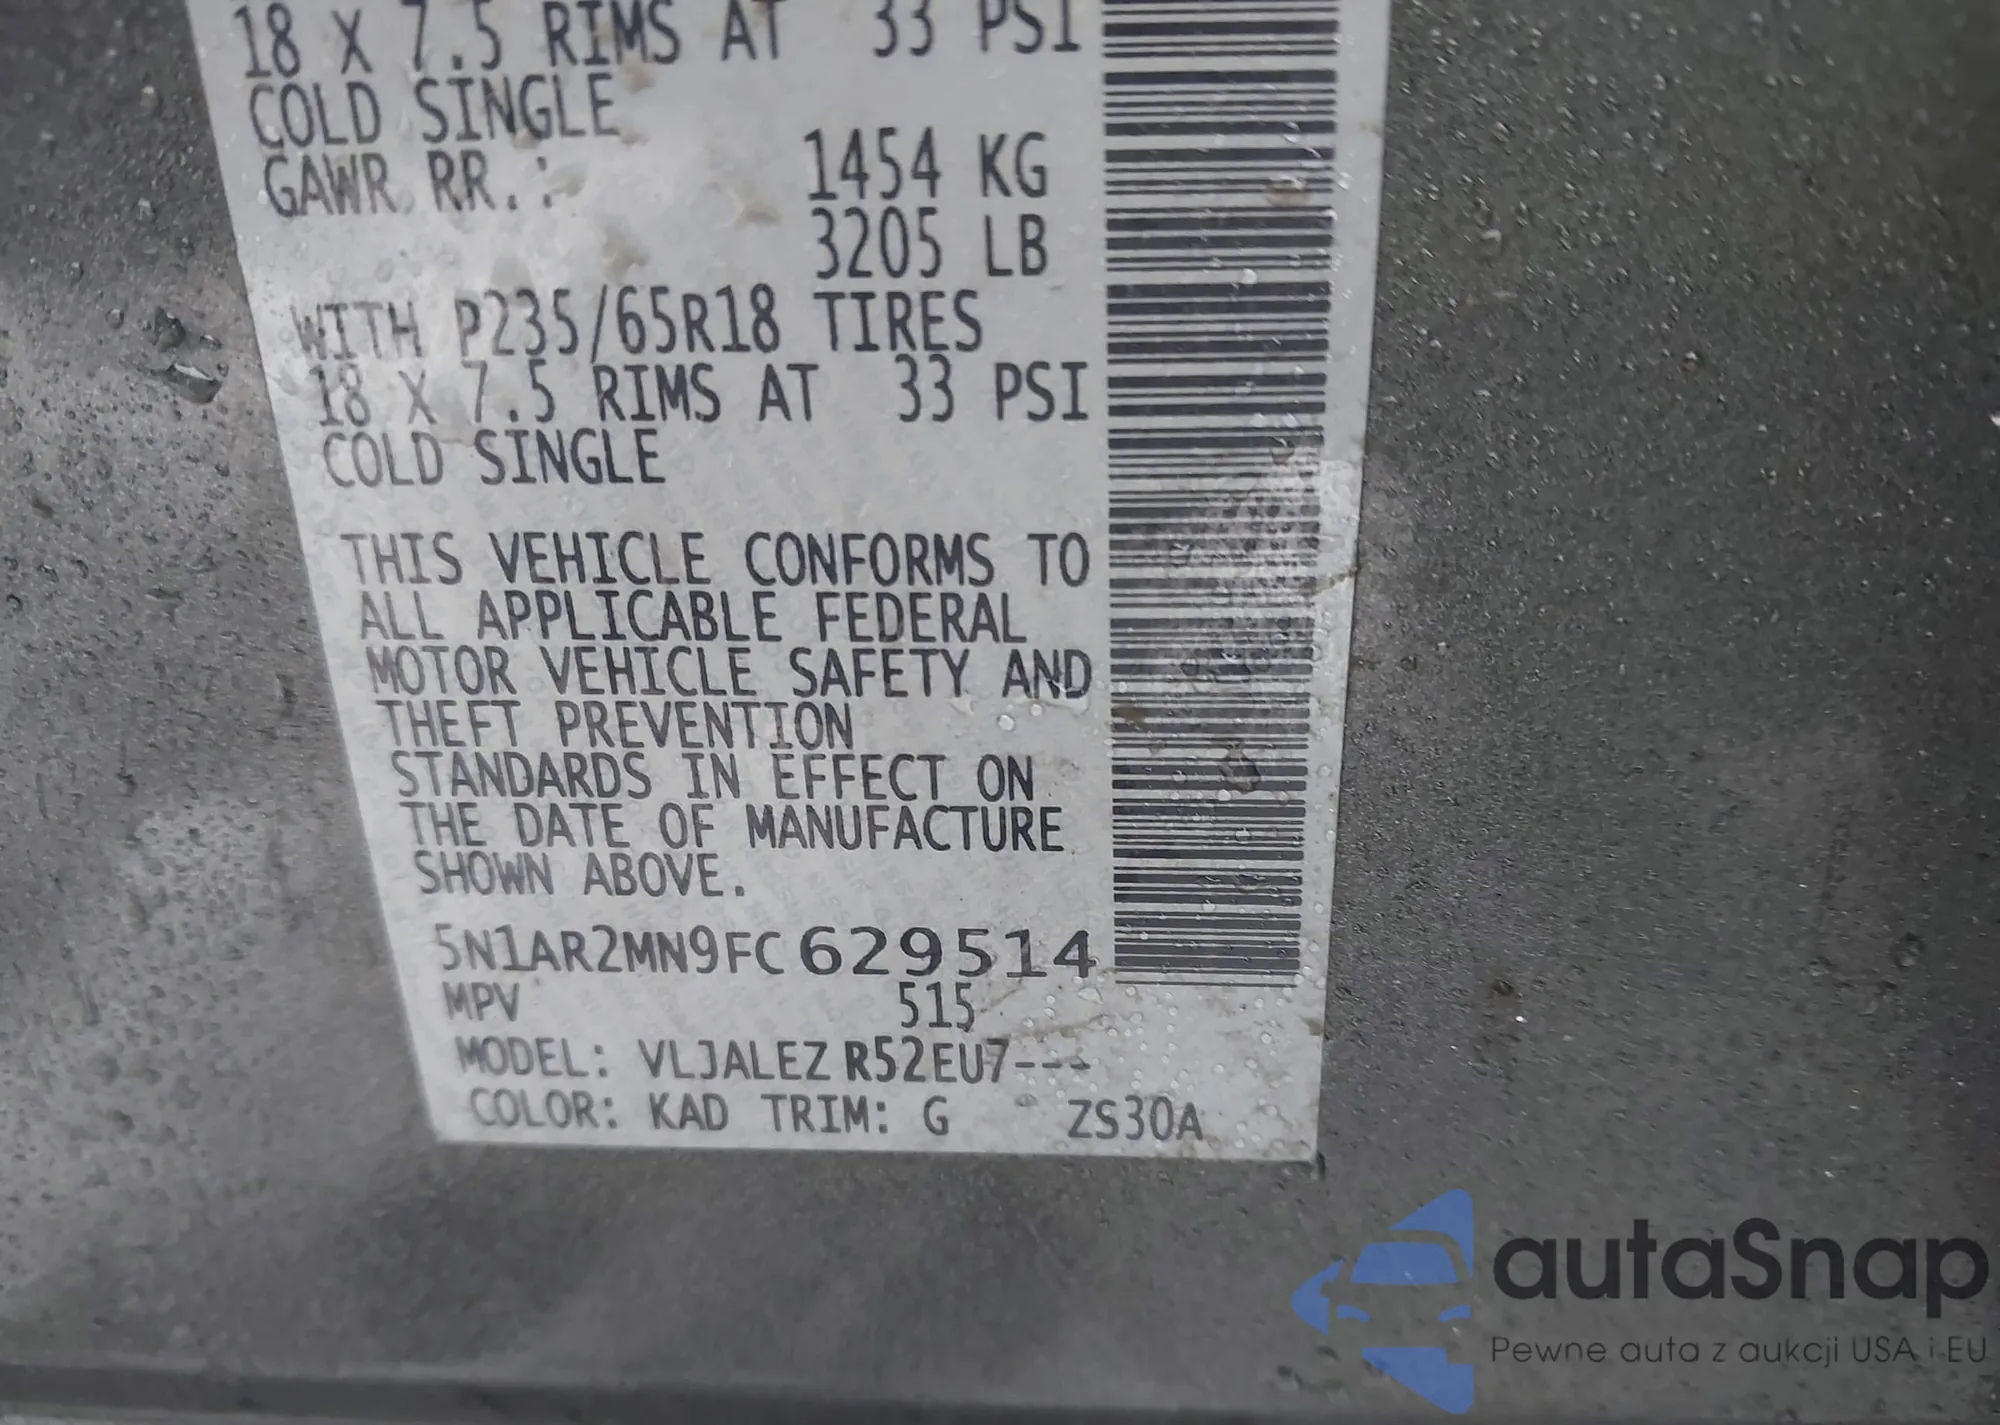 18 X 7.5 RIMS AT 33 PSI
COLD SINGLE
GAWR RR.: 1454 KG
3205 LB
WITH P235/65R18 TIRES
18 X 7.5 RIMS AT 33 PSI
COLD SINGLE
THIS VEHICLE CONFORMS TO
ALL APPLICABLE FEDERAL
MOTOR VEHICLE SAFETY AND
THEFT PREVENTION
STANDARDS IN EFFECT ON
THE DATE OF MANUFACTURE
SHOWN ABOVE.
5N1AR2MN9FC629514
MPV 515
MODEL: VLJALEZ R52EU7---
COLOR: KAD TRIM: G ZS30A
autaSnap
Pewne auta z aukcji USA i EU